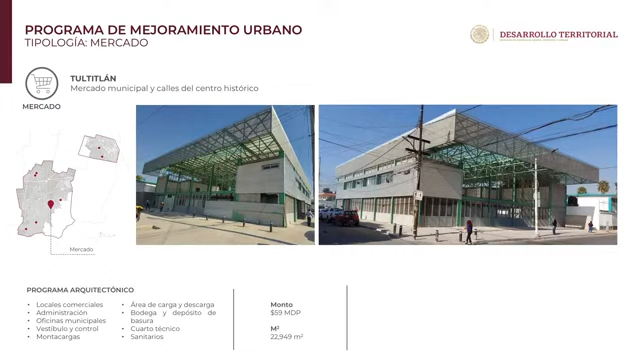 PROGRAMA DE MEJORAMIENTO URBANO
TIPOLOGÍA: MERCADO
DESARROLLO TERRITORIAL
TULTITLÁN
Mercado municipal y calles del centro histórico
MERCADO
Mercado
PROGRAMA ARQUITECTÓNICO
• Locales comerciales
• Administración
• Oficinas municipales
• Vestíbulo y control
• Montacargas
• Área de carga y descarga
• Bodega y depósito de
basura
• Cuarto técnico
• Sanitarios
Monto
$59 MDP
M²
22,949 m²